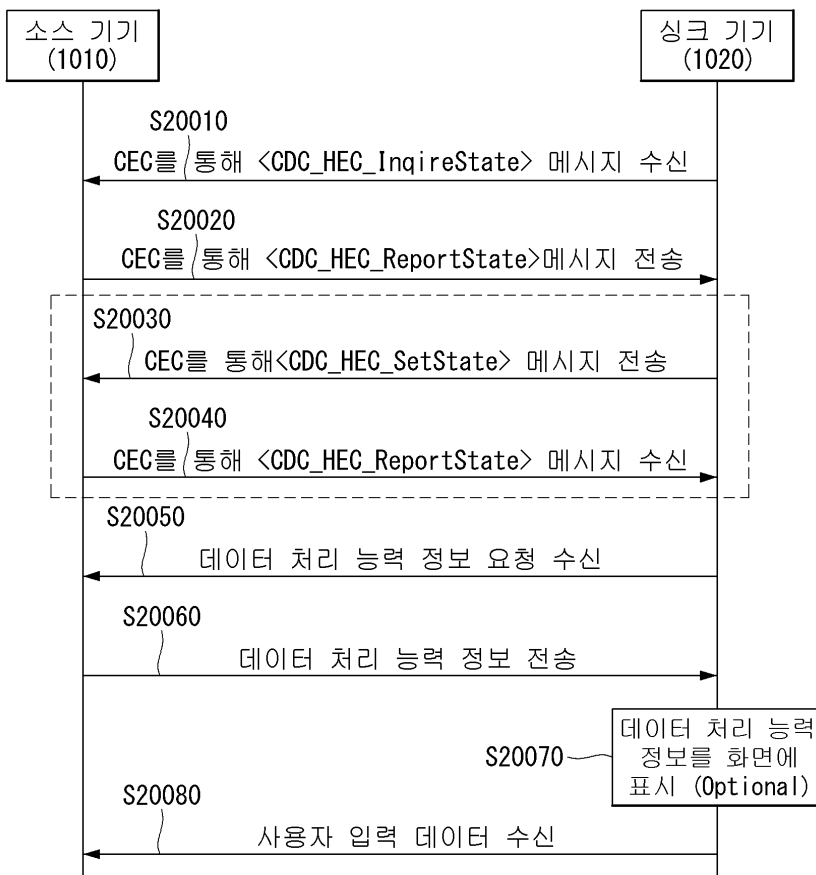 소스 기기
(1010)
싱크 기기
(1020)
S20010
CEC를 통해 <CDC_HEC_InqireState> 메시지 수신
S20020
CEC를 통해 <CDC_HEC_ReportState>메시지 전송
S20030
CEC를 통해<CDC_HEC_SetState> 메시지 전송
S20040
CEC를 통해 <CDC_HEC_ReportState> 메시지 수신
S20050
데이터 처리 능력 정보 요청 수신
S20060
데이터 처리 능력 정보 전송
데이터 처리 능력
정보를 화면에
표시 (Optional)
S20070
S20080
사용자 입력 데이터 수신